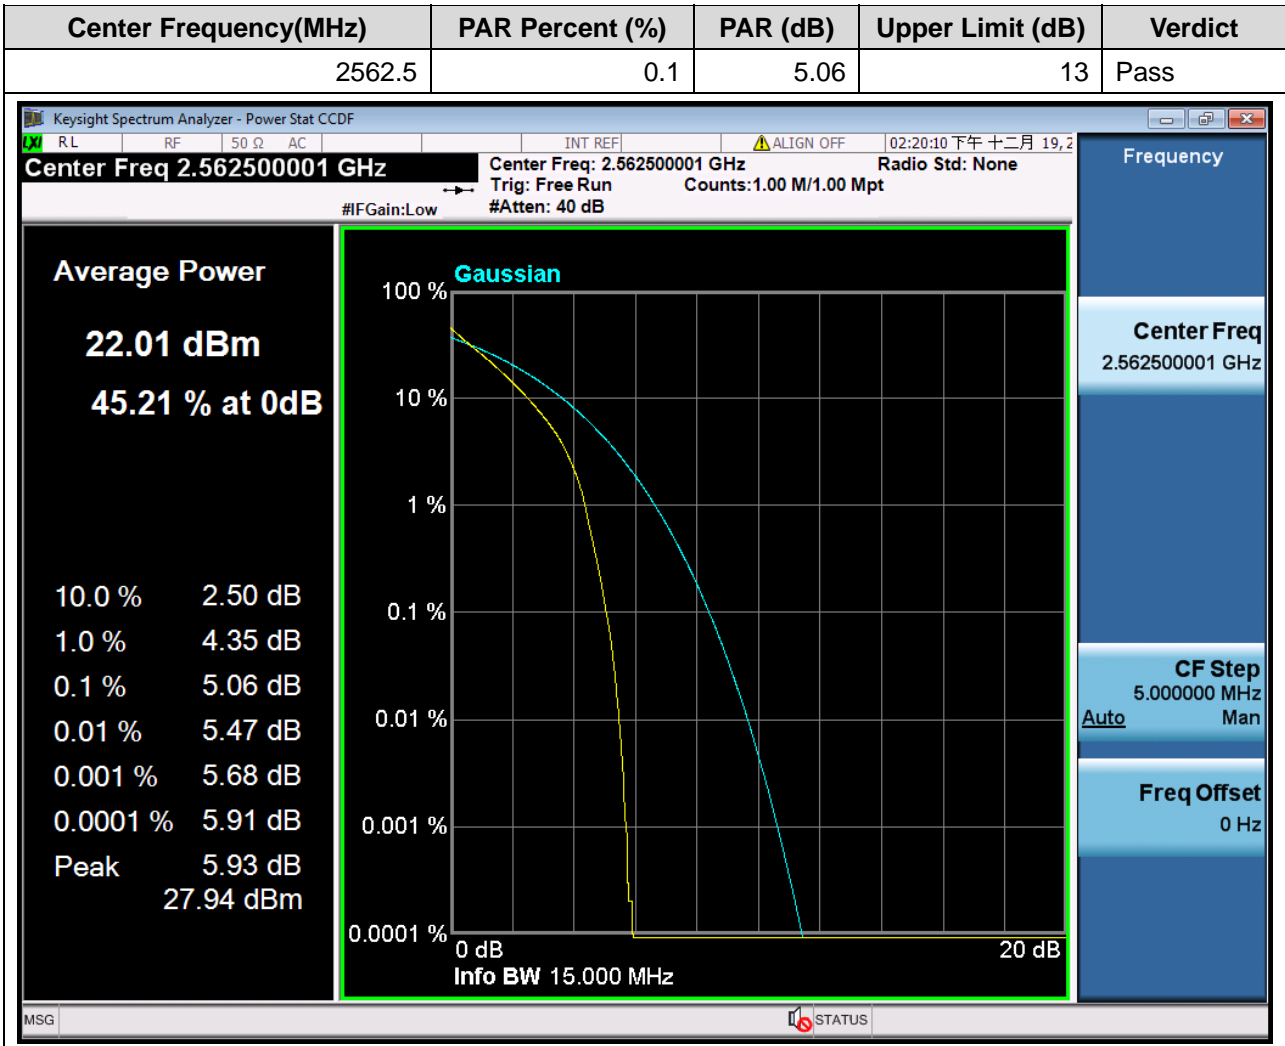 Center Frequency(MHz) PAR Percent (%) PAR (dB) Upper Limit (dB) Verdict
2562.5 0.1 5.06 13 Pass
Keysight Spectrum Analyzer - Power Stat CCDF
LXI RL RF 50 Ω AC INT REF ALIGN OFF 02:20:10 下午 十二月 19, 2
Center Freq 2.562500001 GHz
#IFGain:Low
Center Freq: 2.562500001 GHz Radio Std: None
Trig: Free Run Counts:1.00 M/1.00 Mpt
#Atten: 40 dB
Average Power
22.01 dBm
45.21 % at 0dB
10.0 % 2.50 dB
1.0 % 4.35 dB
0.1 % 5.06 dB
0.01 % 5.47 dB
0.001 % 5.68 dB
0.0001 % 5.91 dB
Peak 5.93 dB
27.94 dBm
Gaussian
100 %
10 %
1 %
0.1 %
0.01 %
0.001 %
0.0001 %
0 dB 20 dB
Info BW 15.000 MHz
Frequency
Center Freq
2.562500001 GHz
CF Step
5.000000 MHz
Auto Man
Freq Offset
0 Hz
MSG STATUS